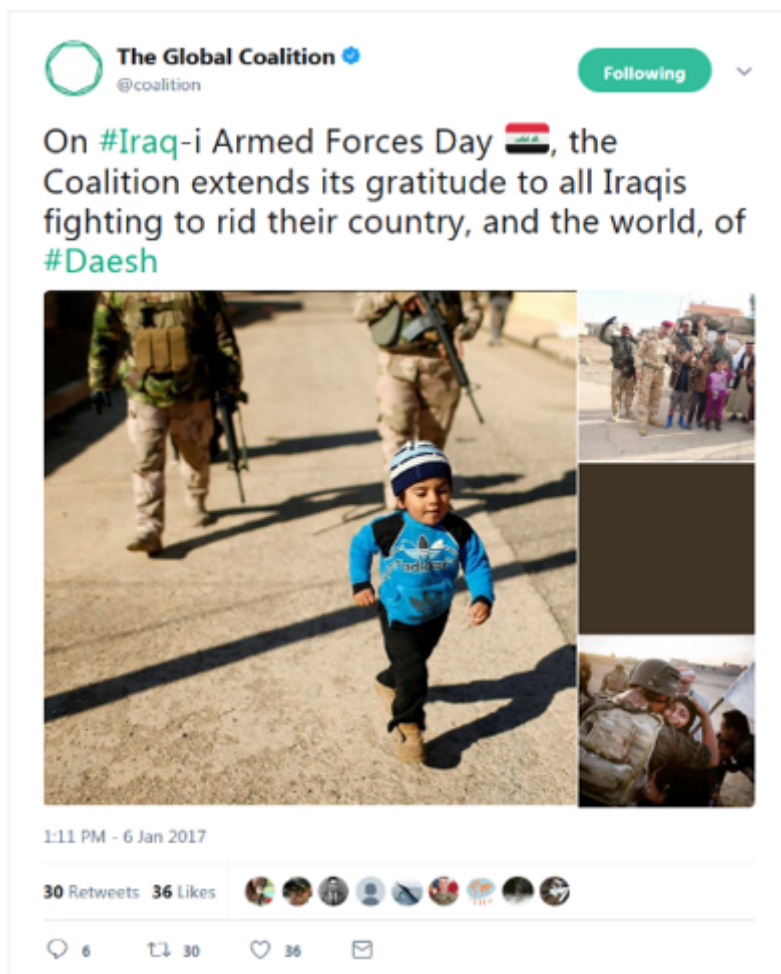 The Global Coalition
@coalition
Following
On #Iraq-i Armed Forces Day 🇮🇶, the
Coalition extends its gratitude to all Iraqis
fighting to rid their country, and the world, of
#Daesh
adidas
1:11 PM - 6 Jan 2017
30 Retweets 36 Likes
6 30 36